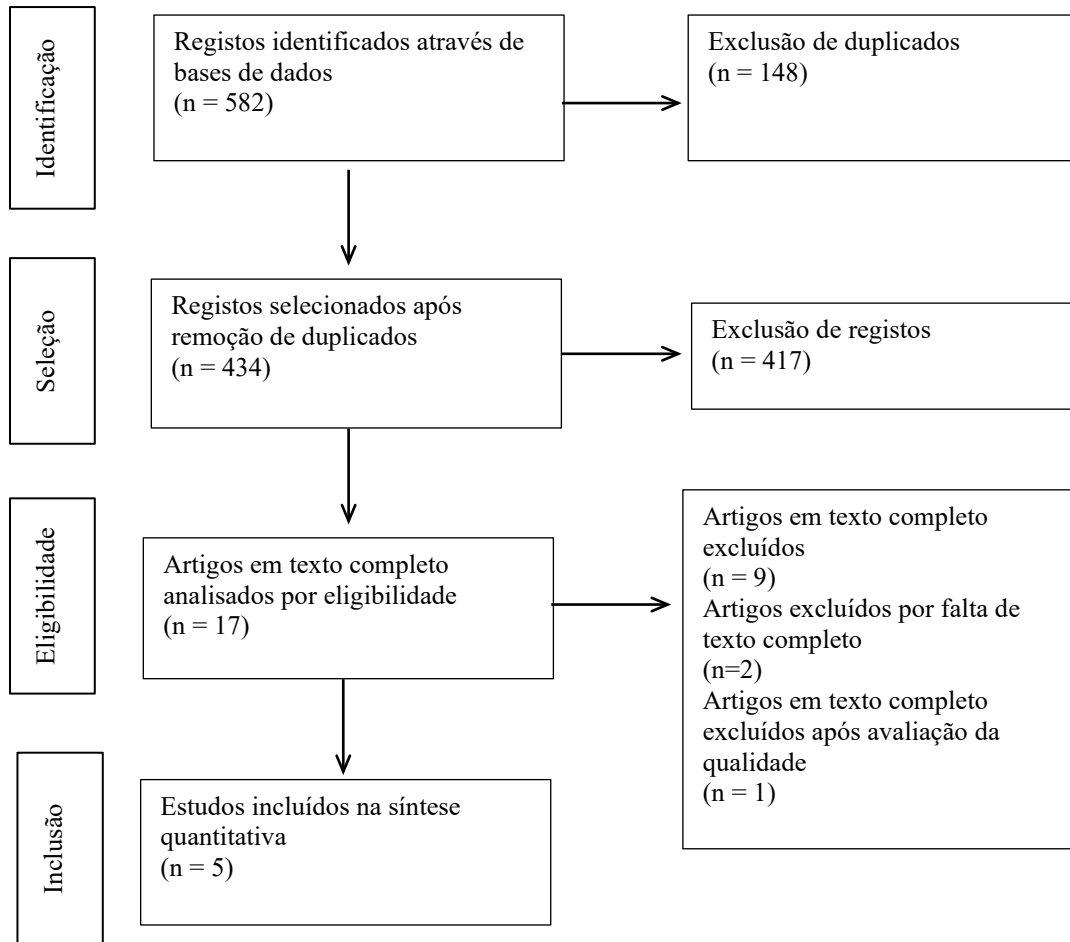 Identificação
Registos identificados através de
bases de dados
(n = 582)
Exclusão de duplicados
(n = 148)
Seleção
Registos selecionados após
remoção de duplicados
(n = 434)
Exclusão de registos
(n = 417)
Eligibilidade
Artigos em texto completo
analisados por eligibilidade
(n = 17)
Artigos em texto completo
excluídos
(n = 9)
Artigos excluídos por falta de
texto completo
(n=2)
Artigos em texto completo
excluídos após avaliação da
qualidade
(n = 1)
Inclusão
Estudos incluídos na síntese
quantitativa
(n = 5)